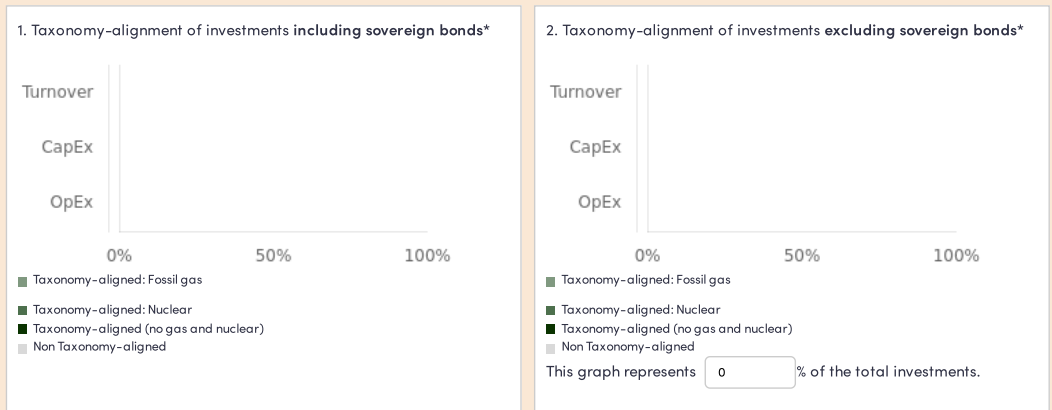 1. Taxonomy-alignment of investments including sovereign bonds*
Turnover
CapEx
OpEx
0% 50% 100%
Taxonomy-aligned: Fossil gas
Taxonomy-aligned: Nuclear
Taxonomy-aligned (no gas and nuclear)
Non Taxonomy-aligned
2. Taxonomy-alignment of investments excluding sovereign bonds*
Turnover
CapEx
OpEx
0% 50% 100%
Taxonomy-aligned: Fossil gas
Taxonomy-aligned: Nuclear
Taxonomy-aligned (no gas and nuclear)
Non Taxonomy-aligned
This graph represents 0 % of the total investments.